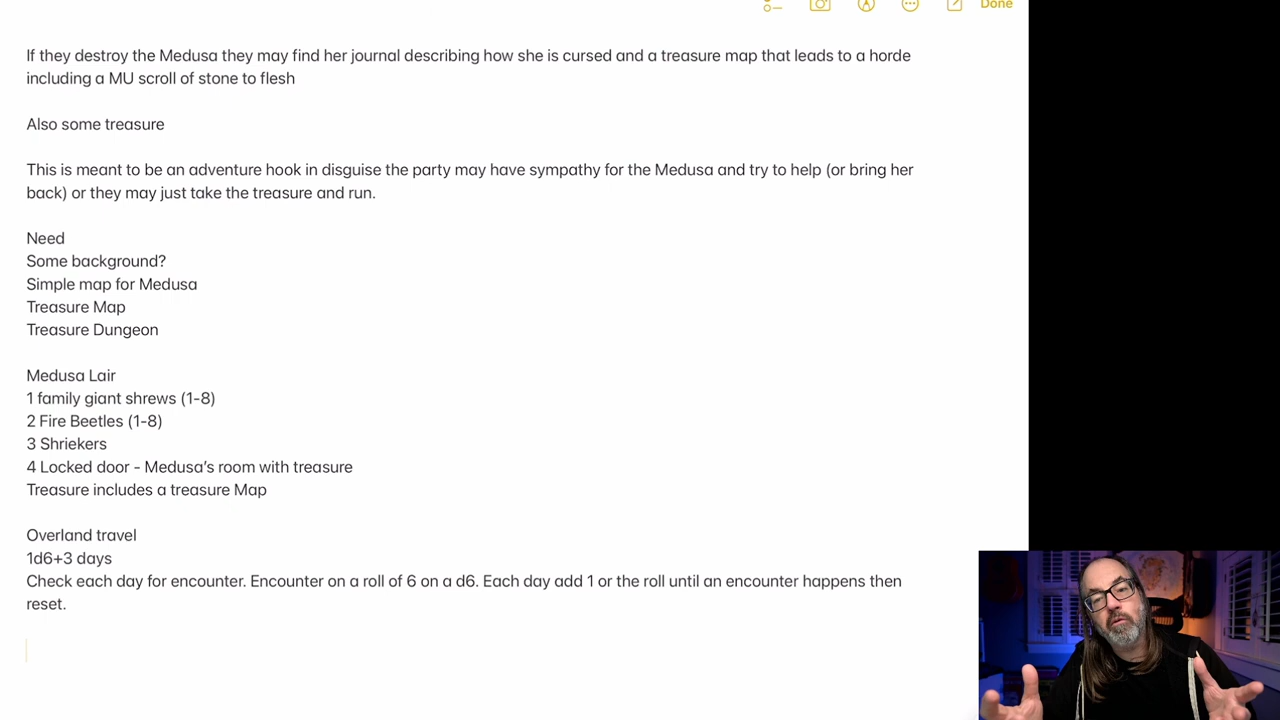 Done
If they destroy the Medusa they may find her journal describing how she is cursed and a treasure map that leads to a horde
including a MU scroll of stone to flesh
Also some treasure
This is meant to be an adventure hook in disguise the party may have sympathy for the Medusa and try to help (or bring her
back) or they may just take the treasure and run.
Need
Some background?
Simple map for Medusa
Treasure Map
Treasure Dungeon
Medusa Lair
1 family giant shrews (1-8)
2 Fire Beetles (1-8)
3 Shriekers
4 Locked door - Medusa's room with treasure
Treasure includes a treasure Map
Overland travel
1d6+3 days
Check each day for encounter. Encounter on a roll of 6 on a d6. Each day add 1 or the roll until an encounter happens then
reset.